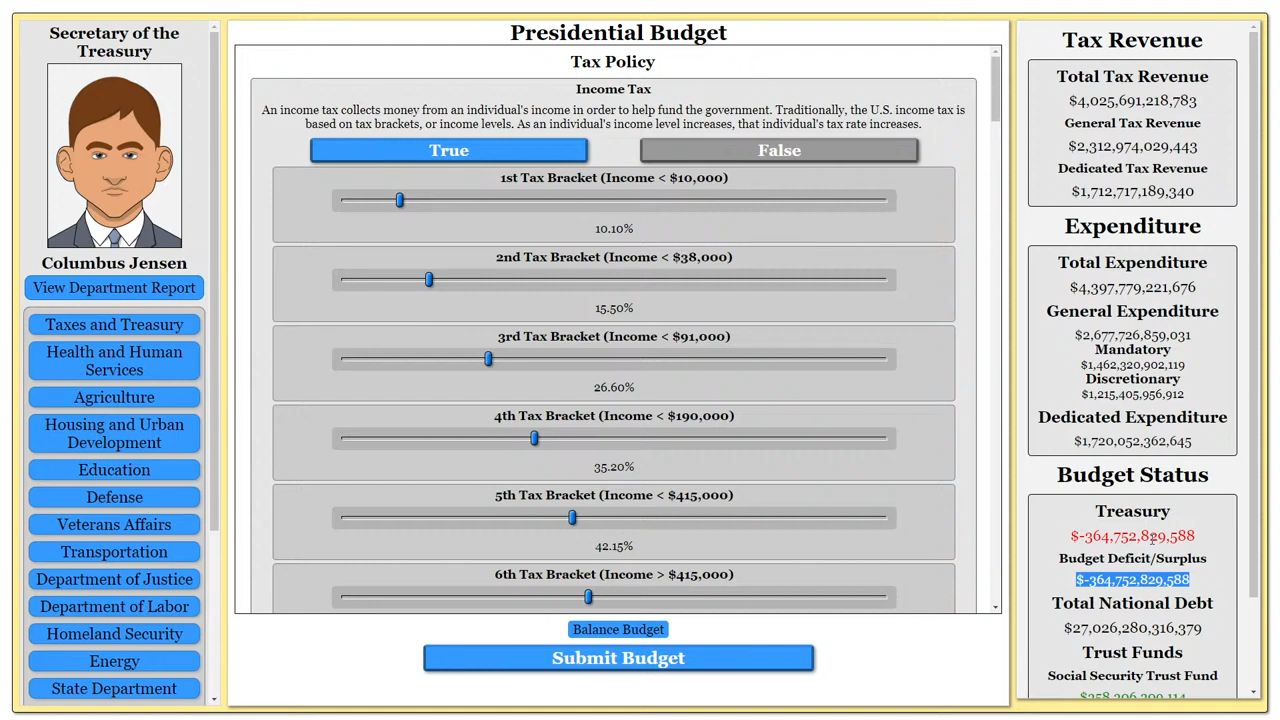 Secretary of the
Treasury
Columbus Jensen
View Department Report
Taxes and Treasury
Health and Human
Services
Agriculture
Housing and Urban
Development
Education
Defense
Veterans Affairs
Transportation
Department of Justice
Department of Labor
Homeland Security
Energy
State Department
Presidential Budget
Tax Policy
Income Tax
An income tax collects money from an individual's income in order to help fund the government. Traditionally, the U.S. income tax is
based on tax brackets, or income levels. As an individual's income level increases, that individual's tax rate increases.
True
False
1st Tax Bracket (Income < $10,000)
10.10%
2nd Tax Bracket (Income < $38,000)
15.50%
3rd Tax Bracket (Income < $91,000)
26.60%
4th Tax Bracket (Income < $190,000)
35.20%
5th Tax Bracket (Income < $415,000)
42.15%
6th Tax Bracket (Income > $415,000)
Balance Budget
Submit Budget
Tax Revenue
Total Tax Revenue
$4,025,691,218,783
General Tax Revenue
$2,312,974,029,443
Dedicated Tax Revenue
$1,712,717,189,340
Expenditure
Total Expenditure
$4,397,779,221,676
General Expenditure
$2,677,726,859,031
Mandatory
$1,462,320,902,119
Discretionary
$1,215,405,956,912
Dedicated Expenditure
$1,720,052,362,645
Budget Status
Treasury
$-364,752,829,588
Budget Deficit/Surplus
$-364,752,829,588
Total National Debt
$27,026,280,316,379
Trust Funds
Social Security Trust Fund